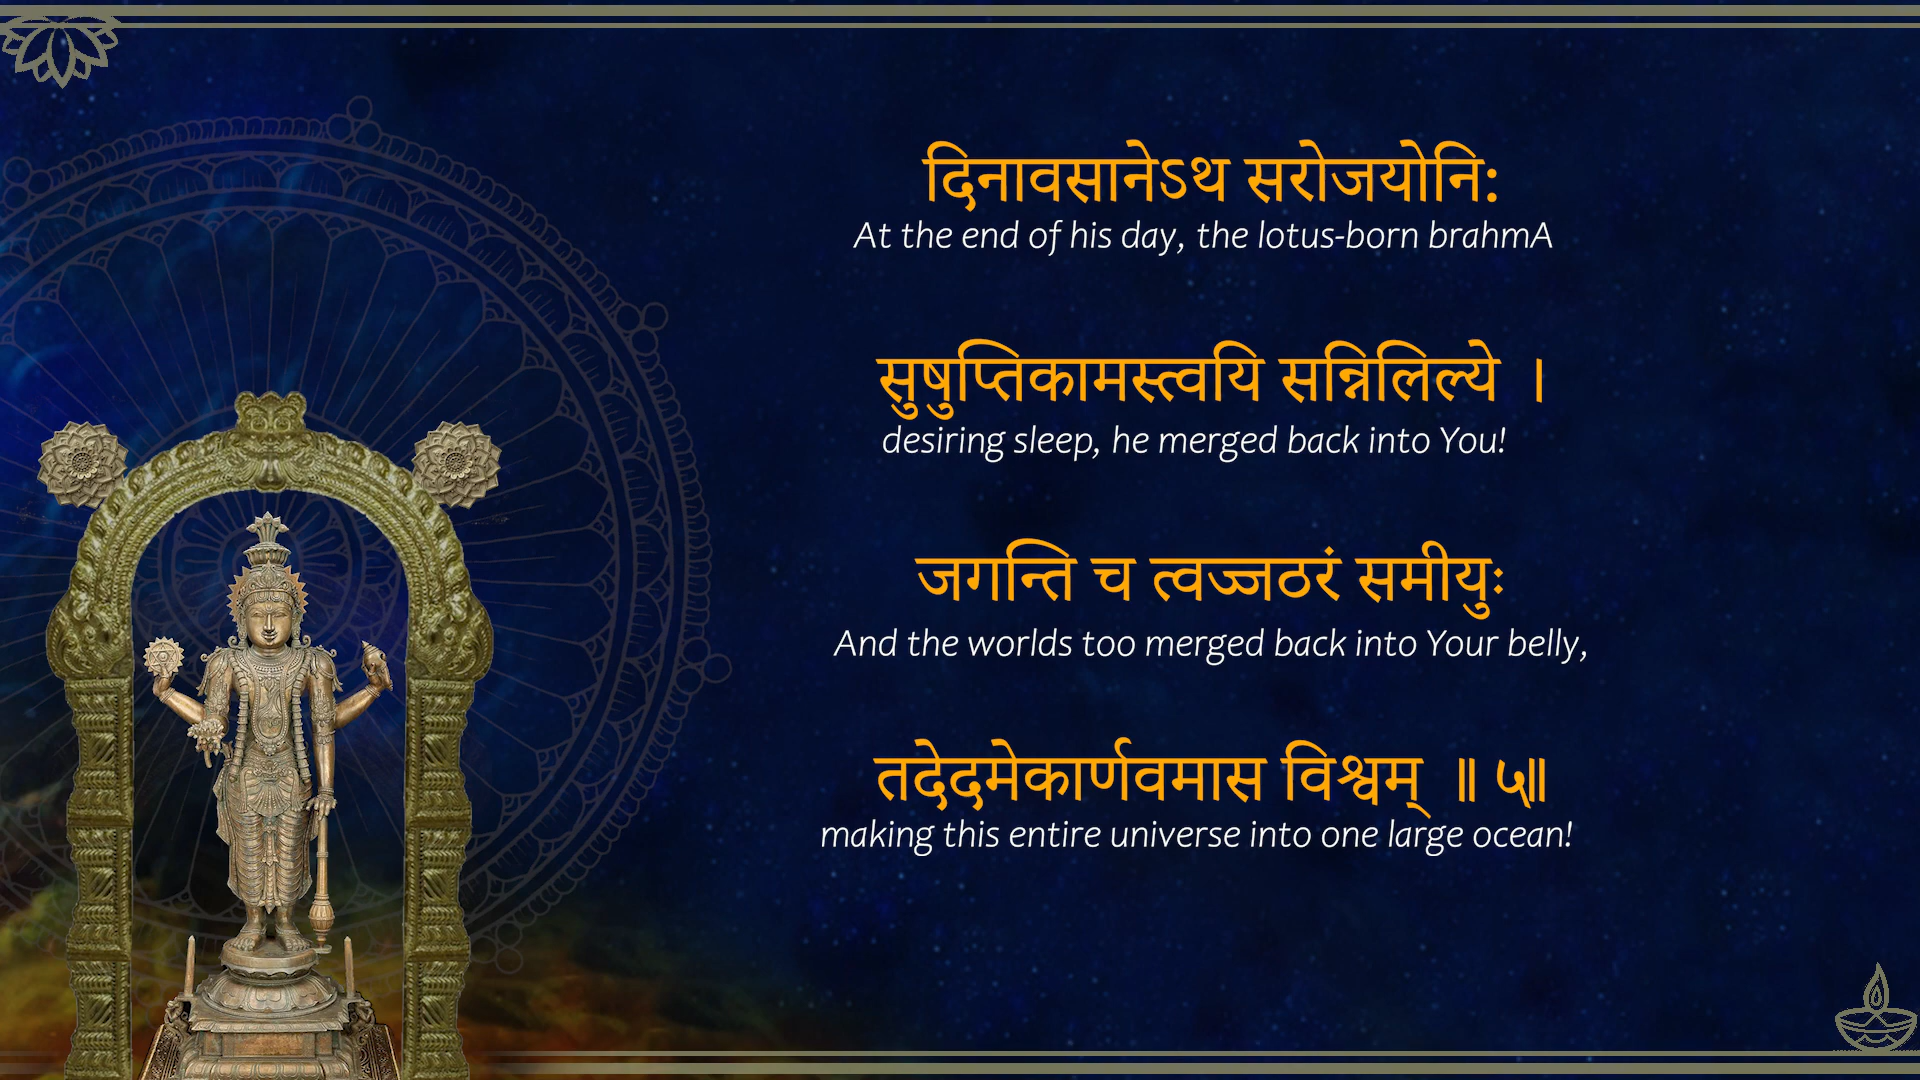 दिनावसानेऽथ सरोजयोनि:
At the end of his day, the lotus-born brahmA
सुषुप्तिकामस्त्वयि सन्निलिल्ये ।
desiring sleep, he merged back into You!
जगन्ति च त्वज्जठरं समीयुः
And the worlds too merged back into Your belly,
तदेदमेकार्णवमास विश्वम् ॥ ५॥
making this entire universe into one large ocean!